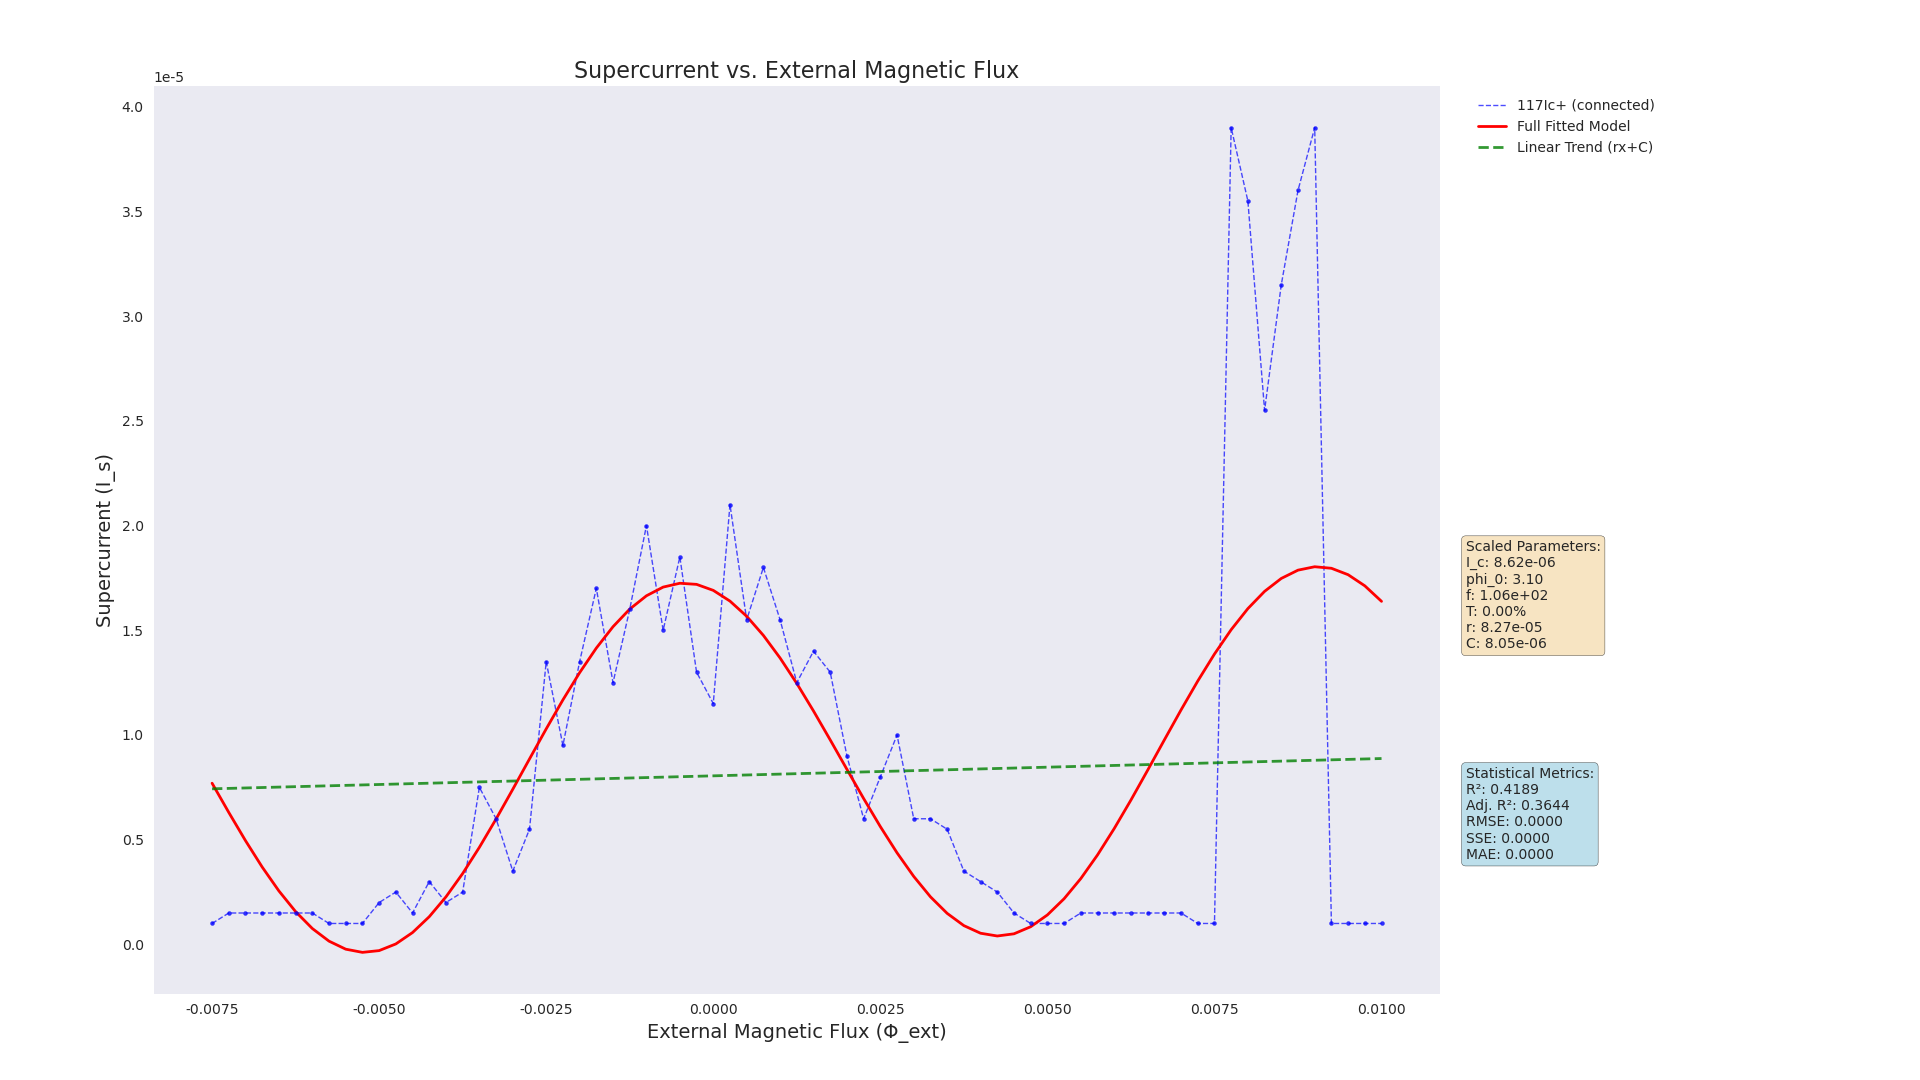 Supercurrent vs. External Magnetic Flux
1e-5
4.0
3.5
3.0
2.5
2.0
1.5
1.0
0.5
0.0
Supercurrent (I_s)
-0.0075
-0.0050
-0.0025
0.0000
0.0025
0.0050
0.0075
0.0100
External Magnetic Flux (Φ_ext)
117Ic+ (connected)
Full Fitted Model
Linear Trend (rx+C)
Scaled Parameters:
I_c: 8.62e-06
phi_0: 3.10
f: 1.06e+02
T: 0.00%
r: 8.27e-05
C: 8.05e-06
Statistical Metrics:
R²: 0.4189
Adj. R²: 0.3644
RMSE: 0.0000
SSE: 0.0000
MAE: 0.0000